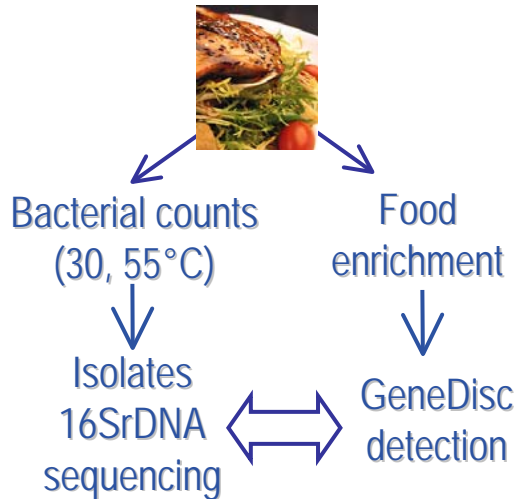 Bacterial counts
(30, 55°C)
Food
enrichment
Isolates
16SrDNA
sequencing
GeneDisc
detection